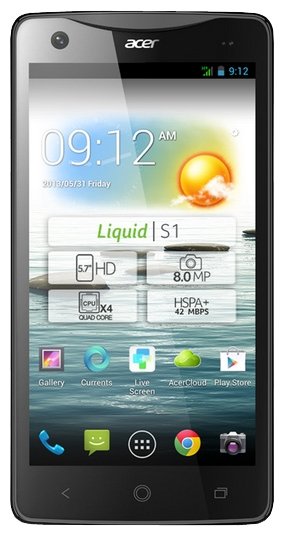 acer
9:12
09:12 AM
2013/05/31 Friday
Liquid | S1
5.7" HD
8.0 MP
CPU X4
QUAD CORE
HSPA+
42 MBPS
Gallery
Currents
Live
Screen
AcerCloud
Play Store